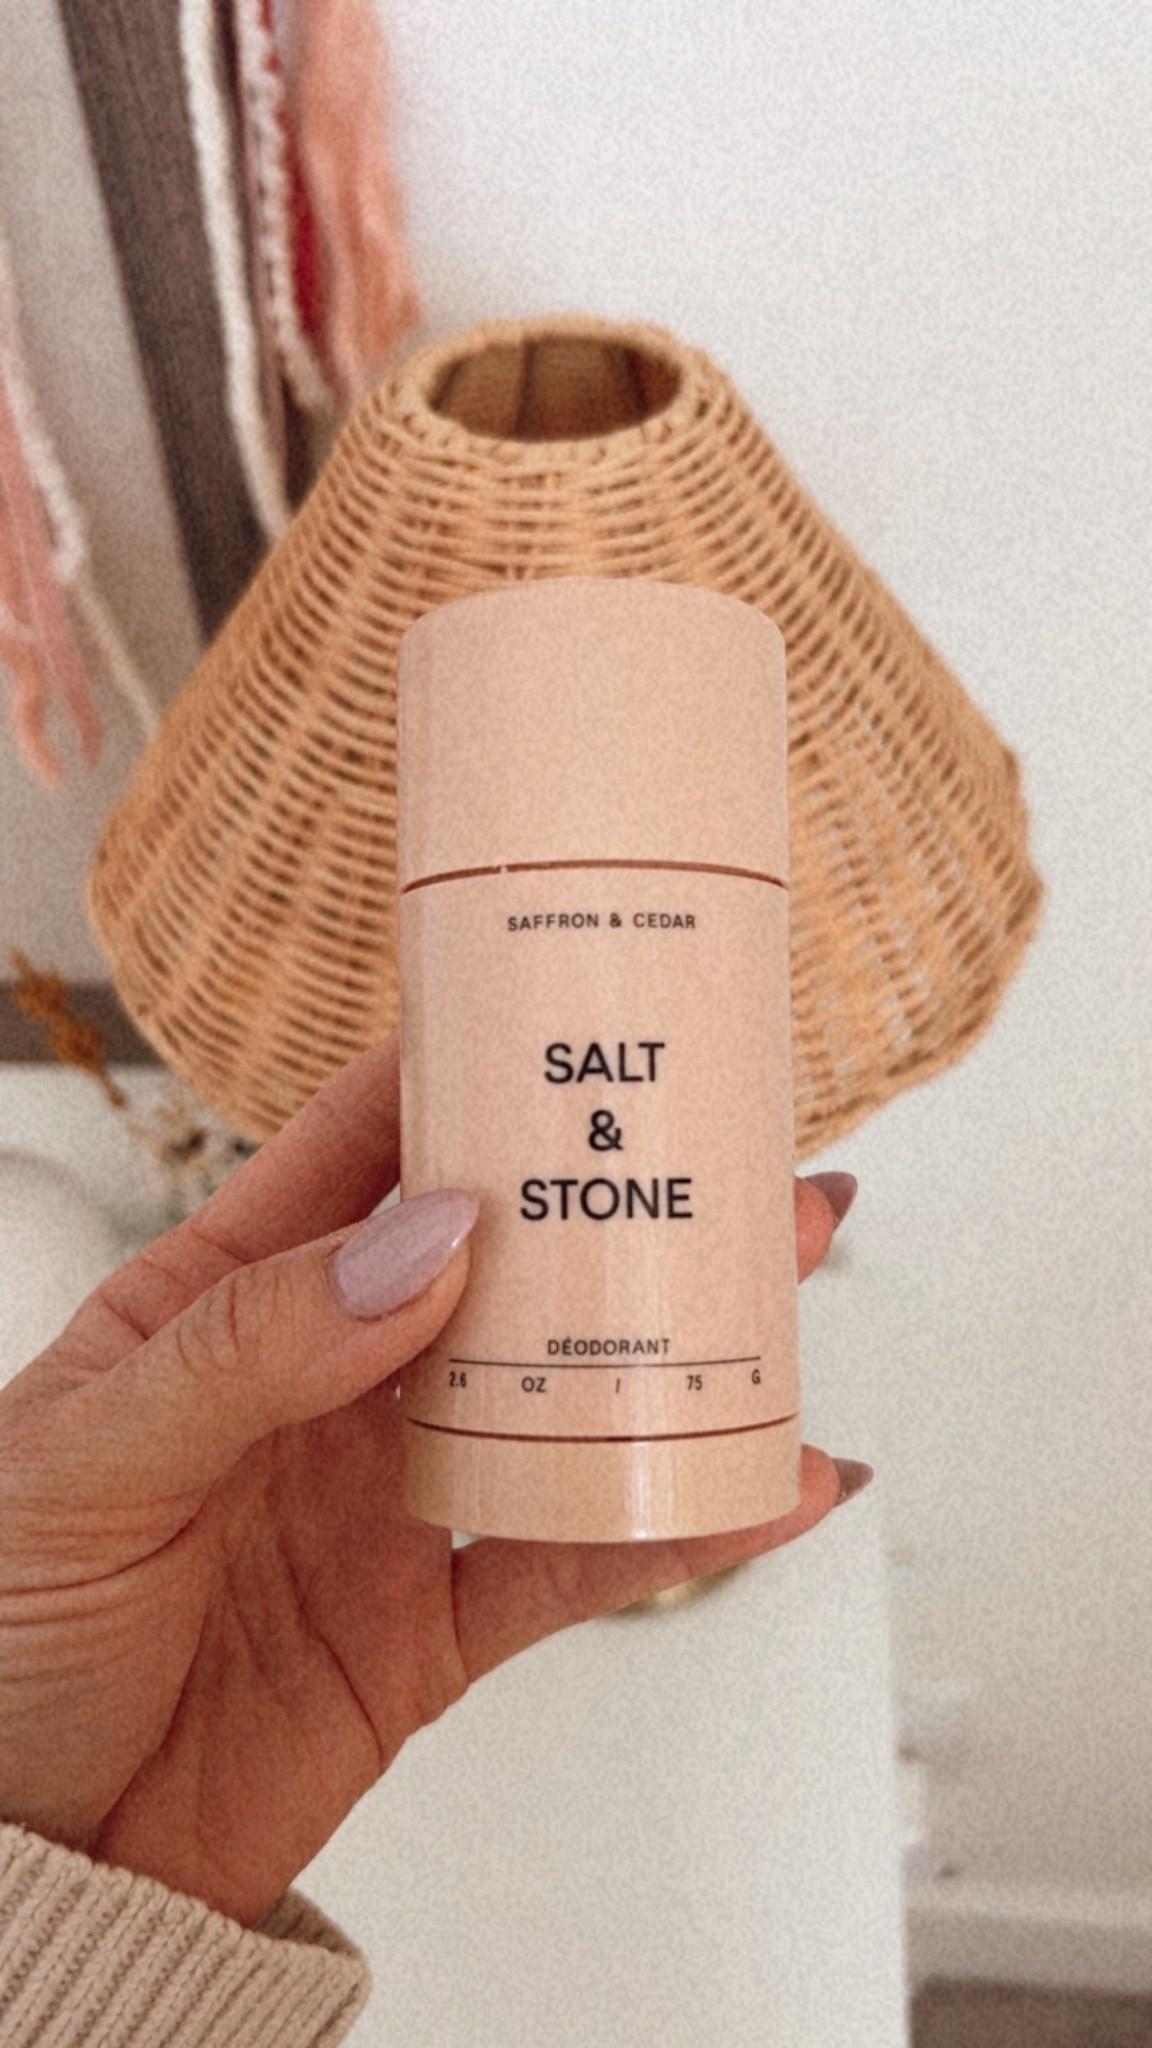 SAFFRON & CEDAR
SALT
&
STONE
DÉODORANT
2.6 OZ / 75 G